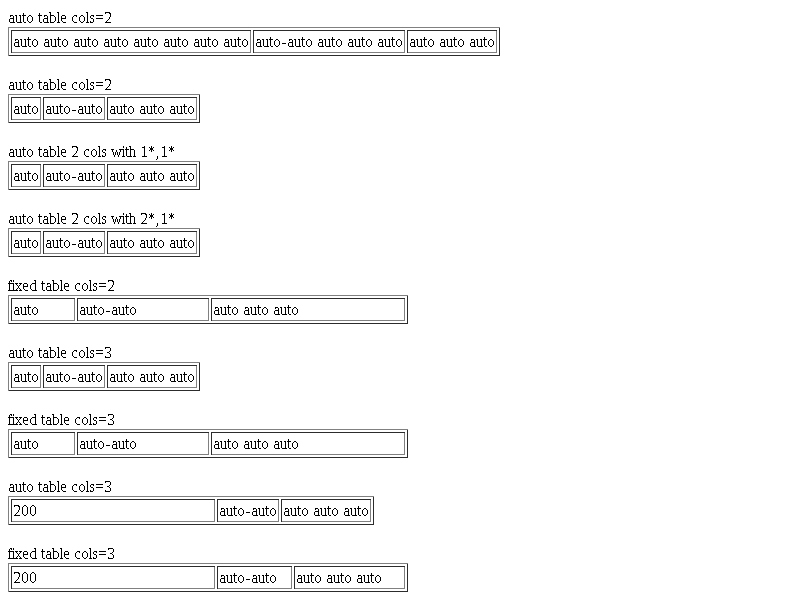 auto table cols=2
auto auto auto auto auto auto auto auto auto-auto auto auto auto auto auto auto
auto table cols=2
auto auto-auto auto auto auto
auto table 2 cols with 1*,1*
auto auto-auto auto auto auto
auto table 2 cols with 2*,1*
auto auto-auto auto auto auto
fixed table cols=2
auto auto-auto auto auto auto
auto table cols=3
auto auto-auto auto auto auto
fixed table cols=3
auto auto-auto auto auto auto
auto table cols=3
200 auto-auto auto auto auto
fixed table cols=3
200 auto-auto auto auto auto